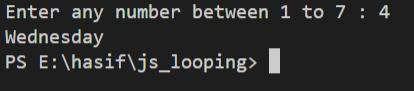 Enter any number between 1 to 7 : 4
Wednesday
PS E:\hasif\js_looping>